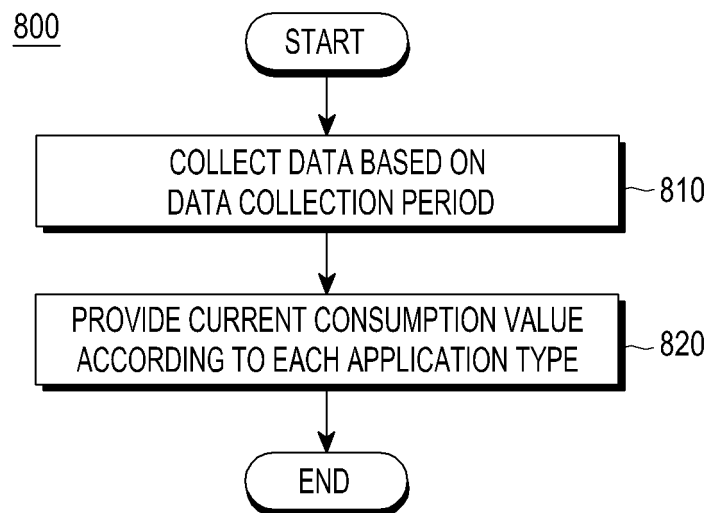 800
START
COLLECT DATA BASED ON
DATA COLLECTION PERIOD
810
PROVIDE CURRENT CONSUMPTION VALUE
ACCORDING TO EACH APPLICATION TYPE
820
END